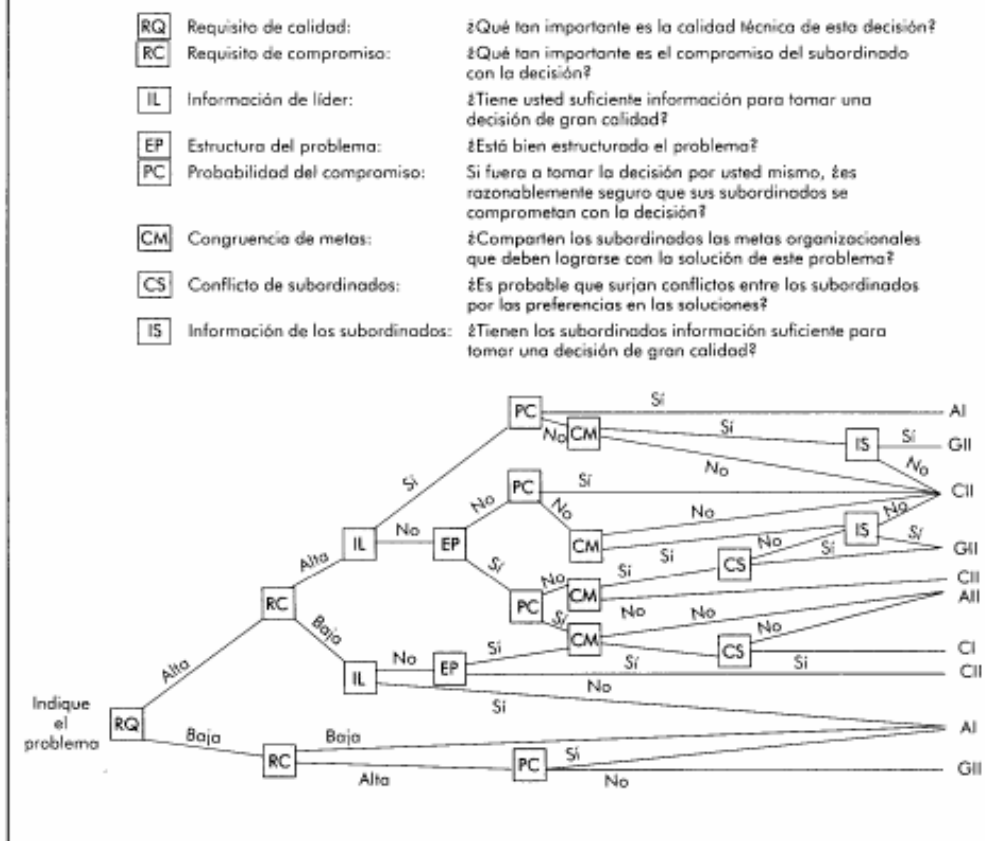 RQ Requisito de calidad: ¿Qué tan importante es la calidad técnica de esta decisión?
RC Requisito de compromiso: ¿Qué tan importante es el compromiso del subordinado
con la decisión?
IL Información de líder: ¿Tiene usted suficiente información para tomar una
decisión de gran calidad?
EP Estructura del problema: ¿Está bien estructurado el problema?
PC Probabilidad del compromiso: Si fuera a tomar la decisión por usted mismo, ¿es
razonablemente seguro que sus subordinados se
comprometan con la decisión?
CM Congruencia de metas: ¿Comparten los subordinados las metas organizacionales
que deben lograrse con la solución de este problema?
CS Conflicto de subordinados: ¿Es probable que surjan conflictos entre los subordinados
por las preferencias en las soluciones?
IS Información de los subordinados: ¿Tienen los subordinados información suficiente para
tomar una decisión de gran calidad?
PC Sí AI
No CM Sí IS Sí GII
No No
Sí PC Sí CII
No No No No
IL No EP CM IS Sí
Alta Sí Sí CS No Sí GII
Sí No CM CII
RC PC No No AII
Sí CM No
Baja Sí CS CI
No EP Sí Sí CII
Alta IL No
Indique
el
problema
RQ Sí AI
Baja Baja Sí
RC Alta PC No GII